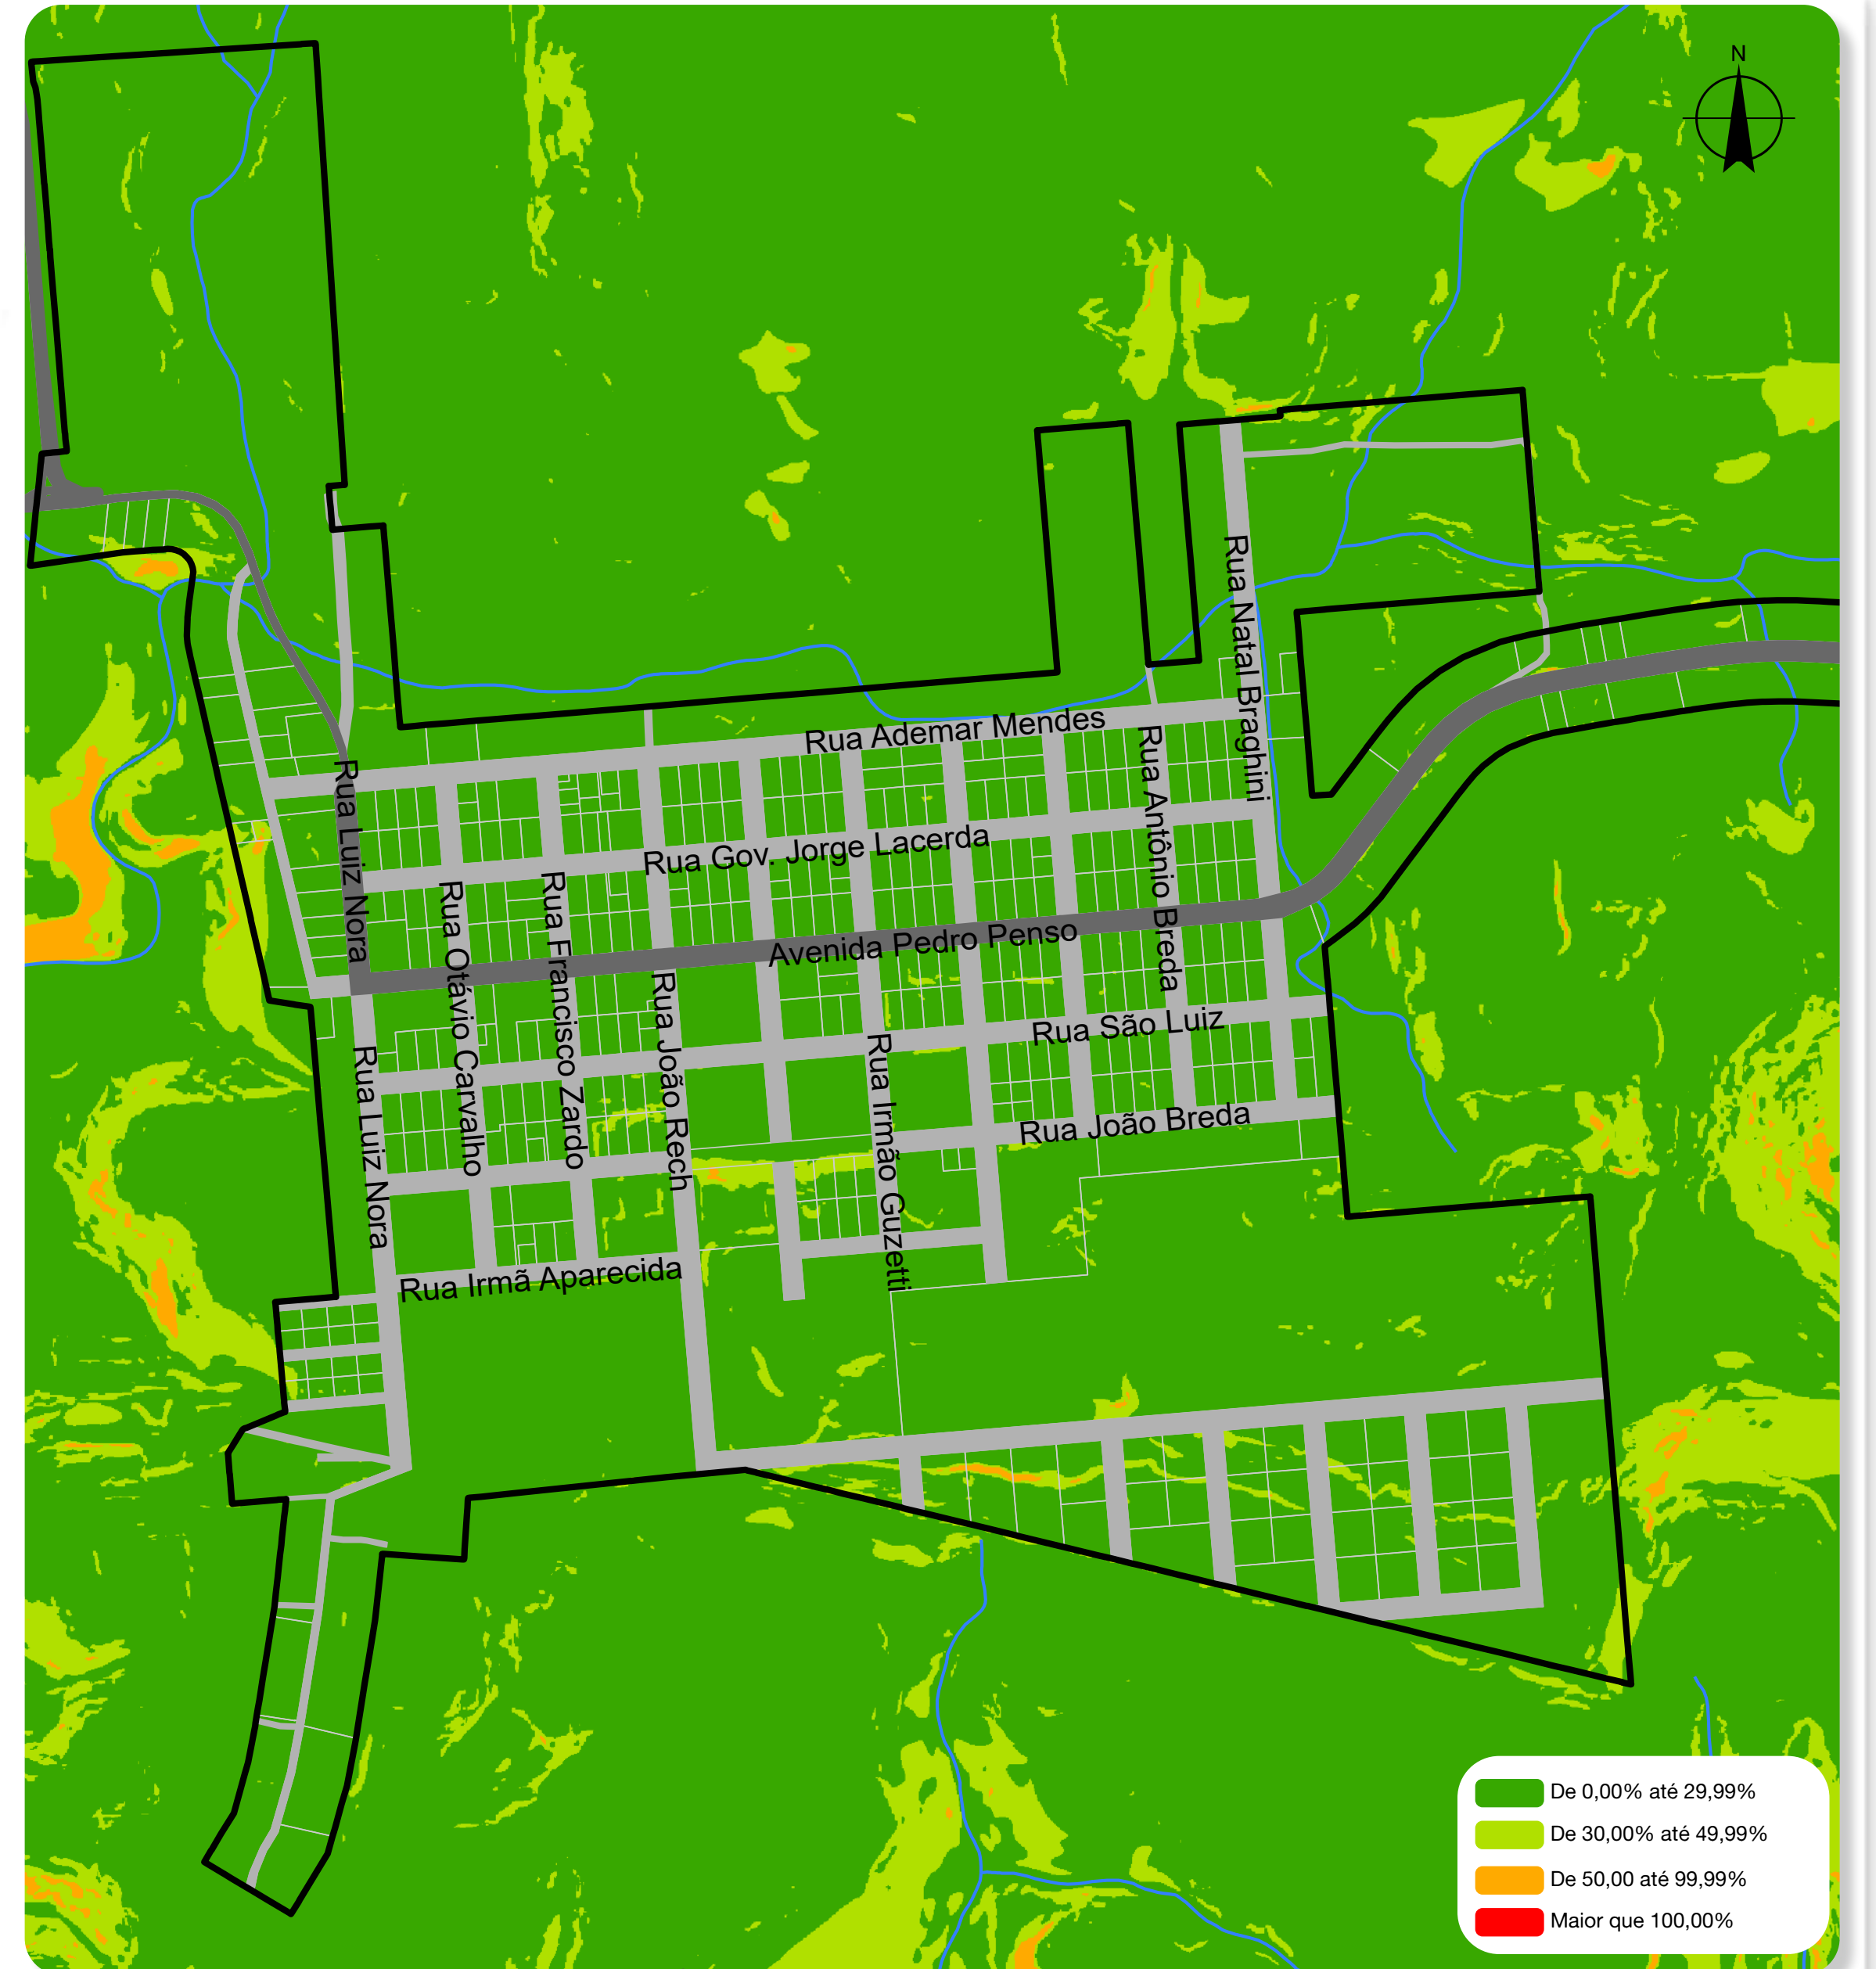 N
Rua Natal Braghini
Rua Ademar Mendes
Rua Antônio Breda
Rua Luiz Nora
Rua Gov. Jorge Lacerda
Rua Otávio Carvalho
Rua Francisco Zardo
Avenida Pedro Penso
Rua João Rech
Rua São Luiz
Rua Irmão Guzetti
Rua Luiz Nora
Rua João Breda
Rua Irmã Aparecida
De 0,00% até 29,99%
De 30,00% até 49,99%
De 50,00 até 99,99%
Maior que 100,00%